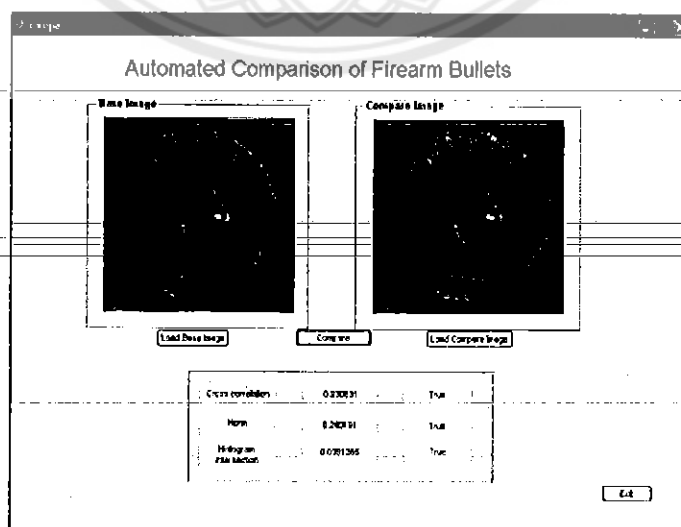 Automated Comparison of Firearm Bullets
Base Image
Compare Image
Load Base Image
Compare
Load Compare Image
Cross correlation True
Norm True
Histogram True
Exit